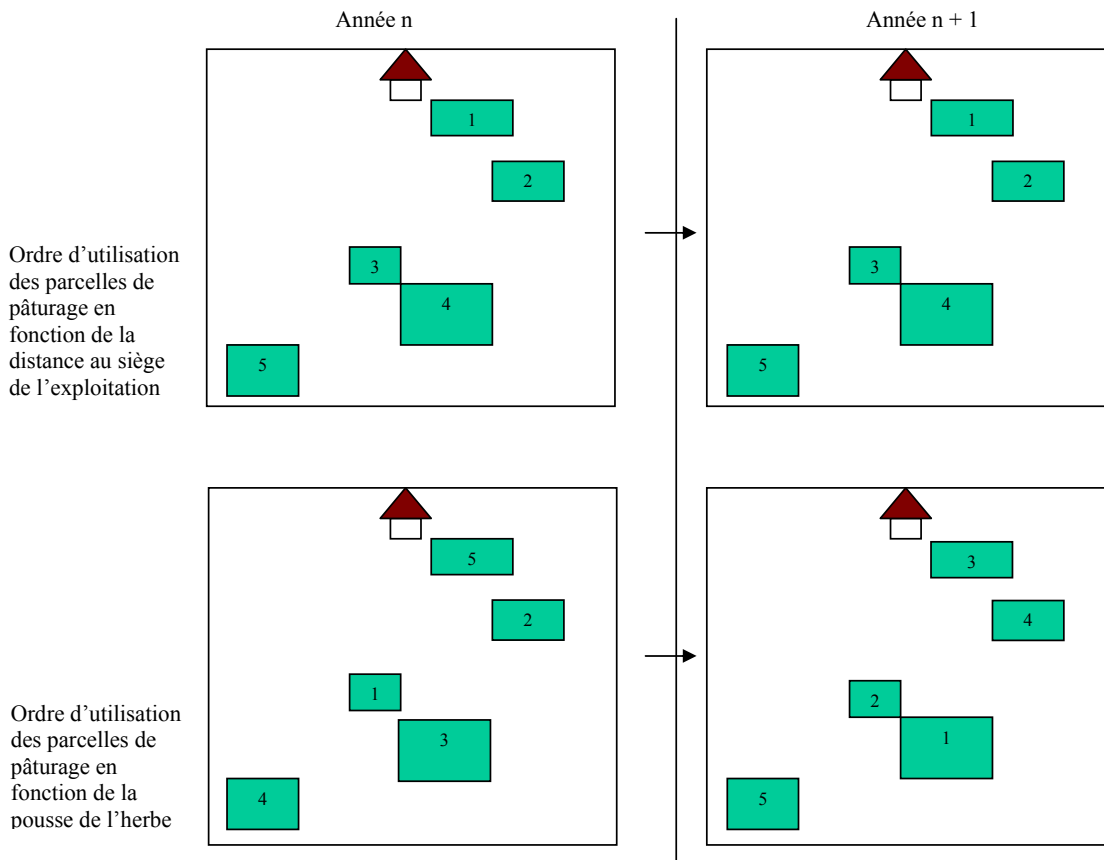 Année n
Année n + 1
1
2
3
4
5
1
2
3
4
5
Ordre d’utilisation
des parcelles de
pâturage en
fonction de la
distance au siège
de l’exploitation
5
2
1
3
4
3
4
2
1
5
Ordre d’utilisation
des parcelles de
pâturage en
fonction de la
pousse de l’herbe